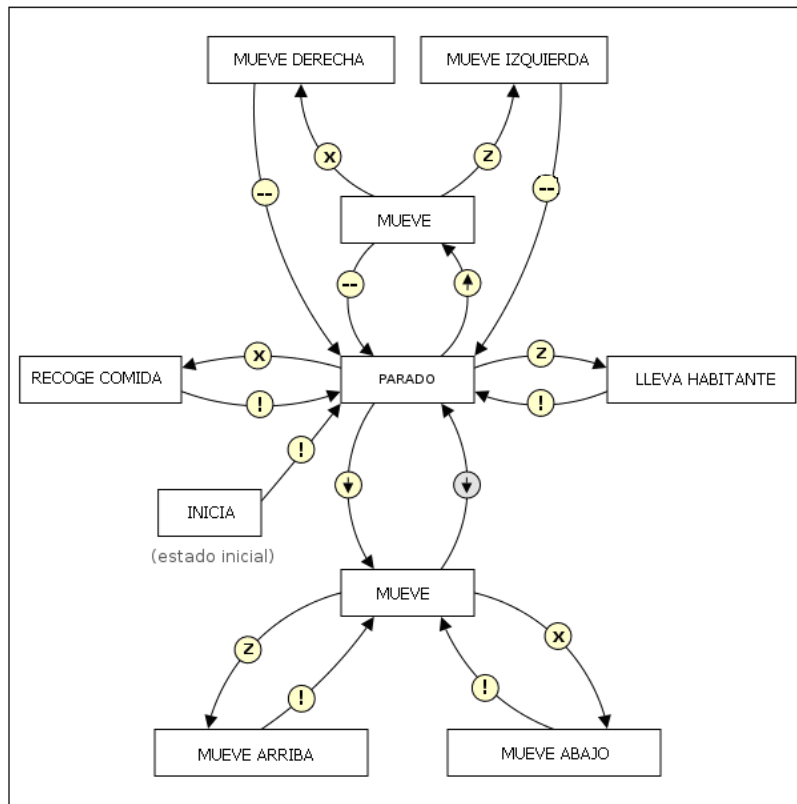 MUEVE DERECHA
MUEVE IZQUIERDA
x
z
--
--
MUEVE
--
x
z
RECOGE COMIDA
PARADO
LLEVA HABITANTE
!
!
!
INICIA
(estado inicial)
MUEVE
z
x
!
!
MUEVE ARRIBA
MUEVE ABAJO